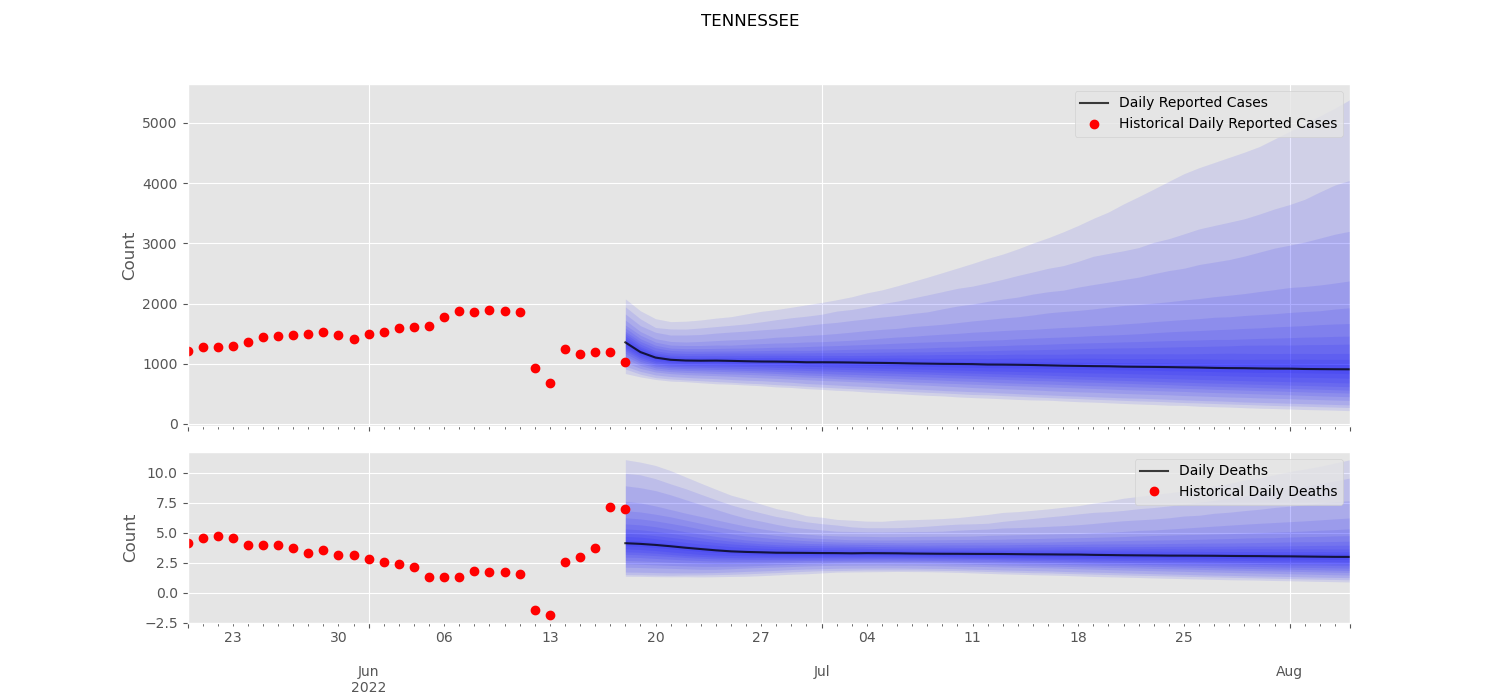 TENNESSEE
Daily Reported Cases
Historical Daily Reported Cases
5000
4000
3000
2000
1000
0
Count
Daily Deaths
Historical Daily Deaths
10.0
7.5
5.0
2.5
0.0
−2.5
Count
23 30 06 13 20 27 04 11 18 25
Jun Jul Aug
2022